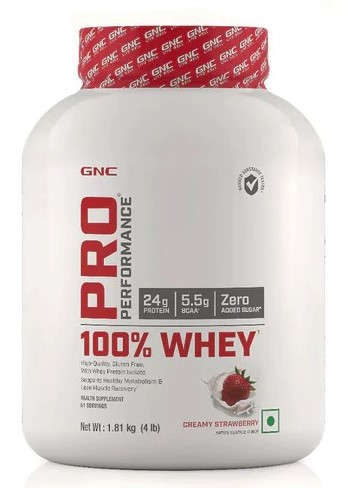 GNC
GNC
PRO
PERFORMANCE
24g
PROTEIN
5.5g
BCAA
Zero
ADDED SUGAR
100% WHEY
High-Quality, Gluten Free,
With Whey Protein Isolate
Supports Healthy Metabolism &
Lean Muscle Recovery
HEALTH SUPPLEMENT
SERVINGS
CREAMY STRAWBERRY
Net Wt: 1.81 kg (4 lb)